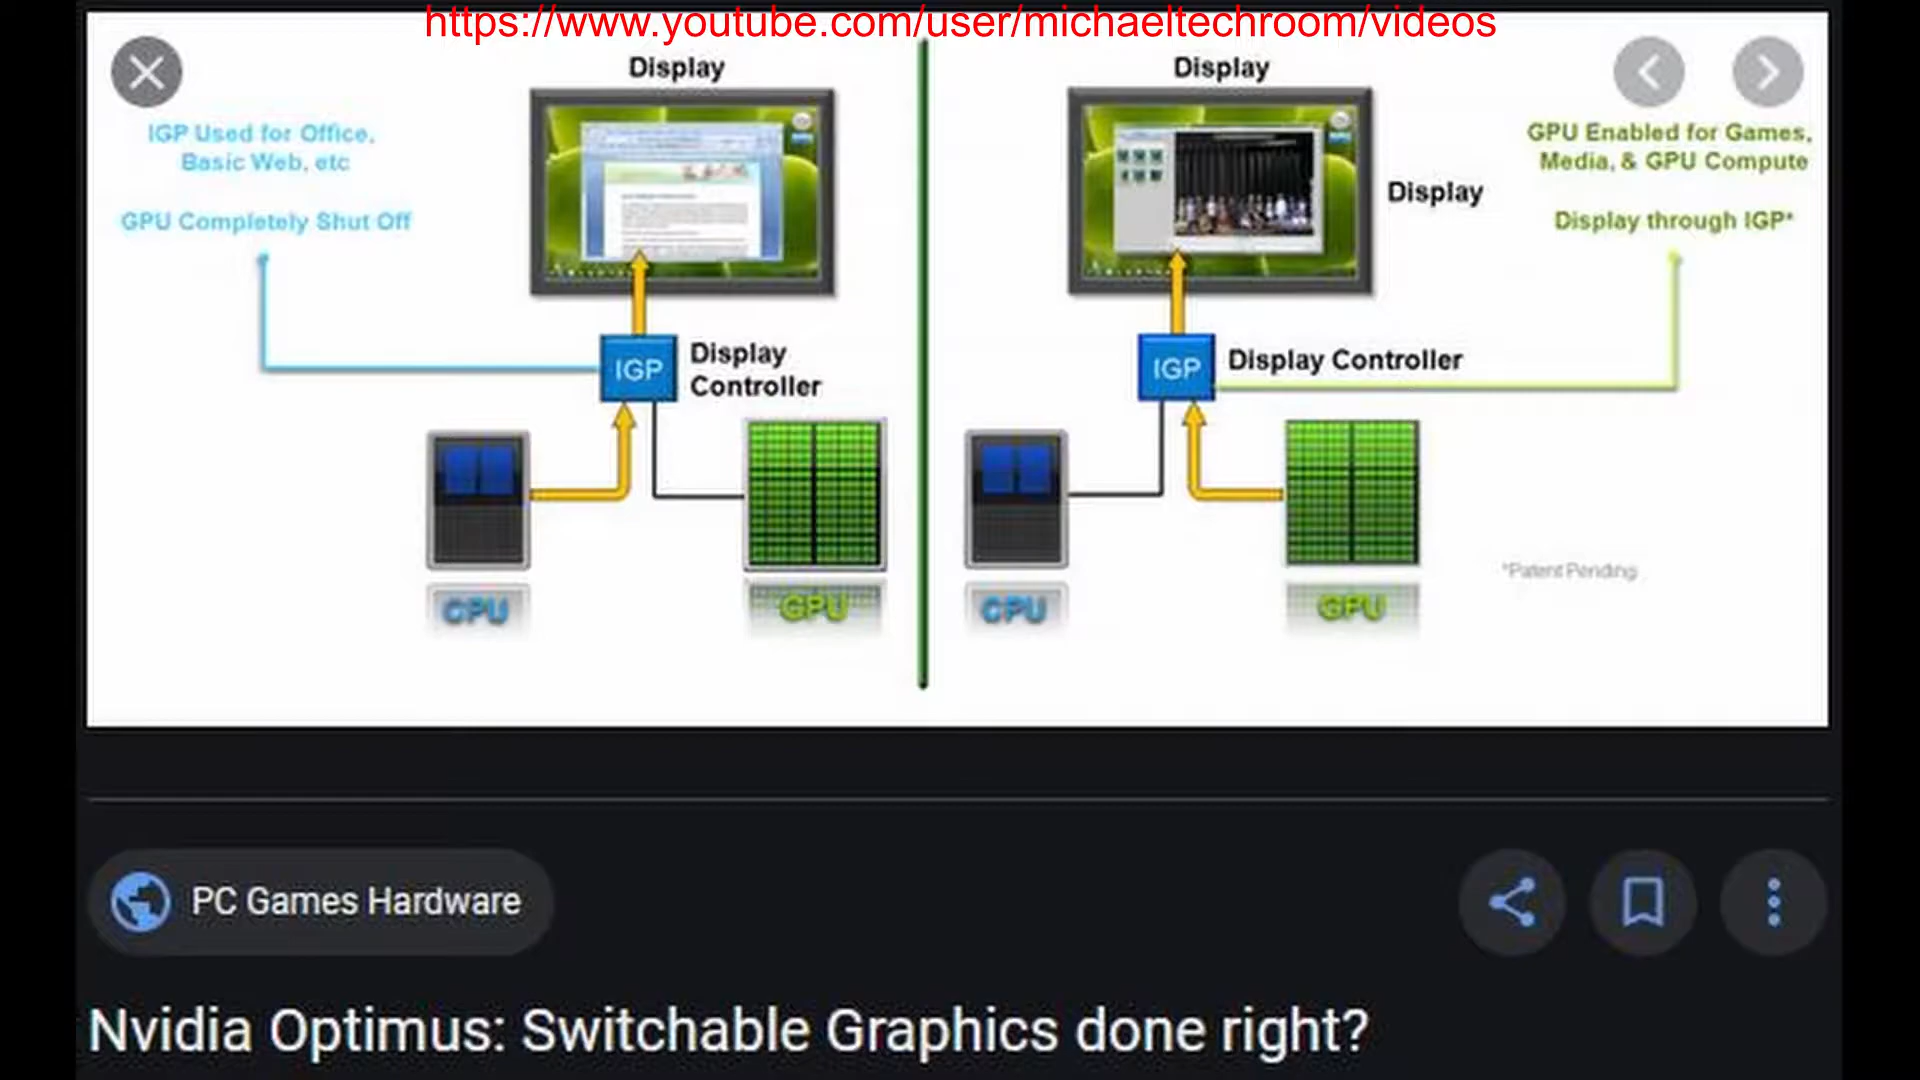 https://www.youtube.com/user/michaeltechroom/videos
Display
IGP Used for Office,
Basic Web, etc
GPU Completely Shut Off
IGP
Display
Controller
CPU
GPU
Display
Display
GPU Enabled for Games,
Media, & GPU Compute
Display through IGP*
IGP
Display Controller
CPU
GPU
*Patent Pending
PC Games Hardware
Nvidia Optimus: Switchable Graphics done right?